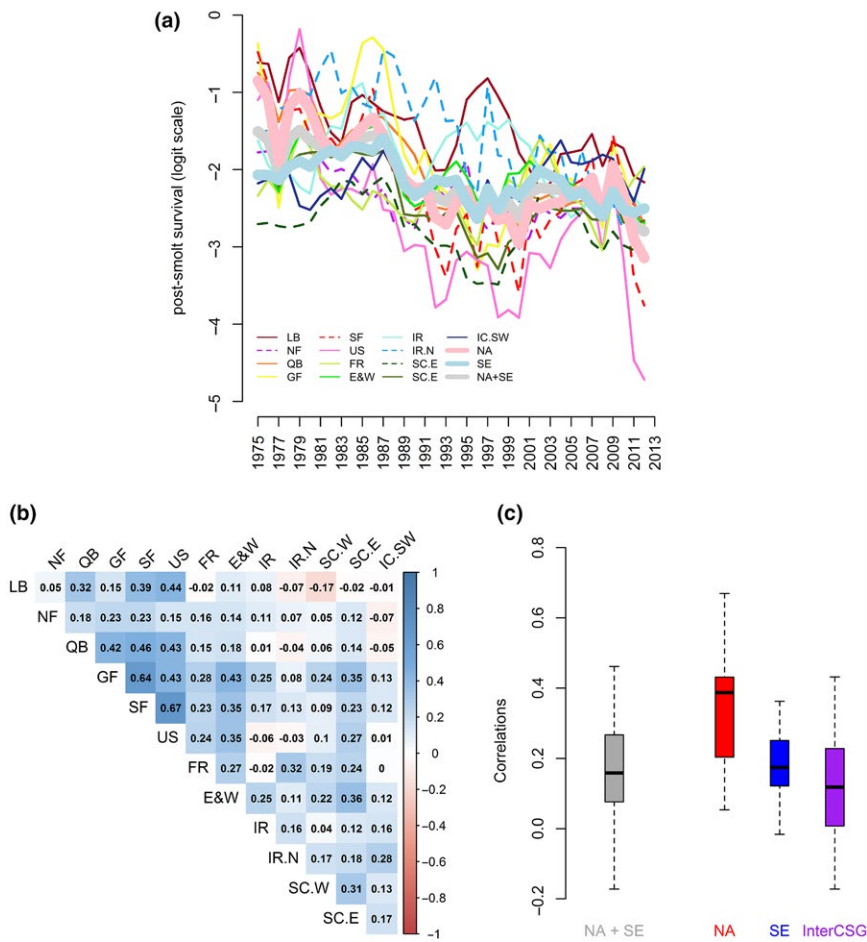 (a)
post-smolt survival (logit scale)
0
−1
−2
−3
−4
−5
LB SF IR IC.SW
NF US IR.N NA
QB FR SC.E SE
GF E&W SC.E NA+SE
1975 1977 1979 1981 1983 1985 1987 1989 1991 1993 1995 1997 1999 2001 2003 2005 2007 2009 2011 2013
(b)
NF QB GF SF US FR E&W IR IR.N SC.W SC.E IC.SW
LB 0.05 0.32 0.15 0.39 0.44 -0.02 0.11 0.08 -0.07 -0.17 -0.02 -0.01
NF 0.18 0.23 0.23 0.15 0.16 0.14 0.11 0.07 0.05 0.12 -0.07
QB 0.42 0.46 0.43 0.15 0.18 0.01 -0.04 0.06 0.14 -0.05
GF 0.64 0.43 0.28 0.43 0.25 0.08 0.24 0.35 0.13
SF 0.67 0.23 0.35 0.17 0.13 0.09 0.23 0.12
US 0.24 0.35 -0.06 -0.03 0.1 0.27 0.01
FR 0.27 -0.02 0.32 0.19 0.24 0
E&W 0.25 0.11 0.22 0.36 0.12
IR 0.16 0.04 0.12 0.16
IR.N 0.17 0.18 0.28
SC.W 0.31 0.13
SC.E 0.17
1
0.8
0.6
0.4
0.2
0
−0.2
−0.4
−0.6
−0.8
−1
(c)
Correlations
0.8
0.6
0.4
0.2
0.0
−0.2
NA + SE NA SE InterCSG